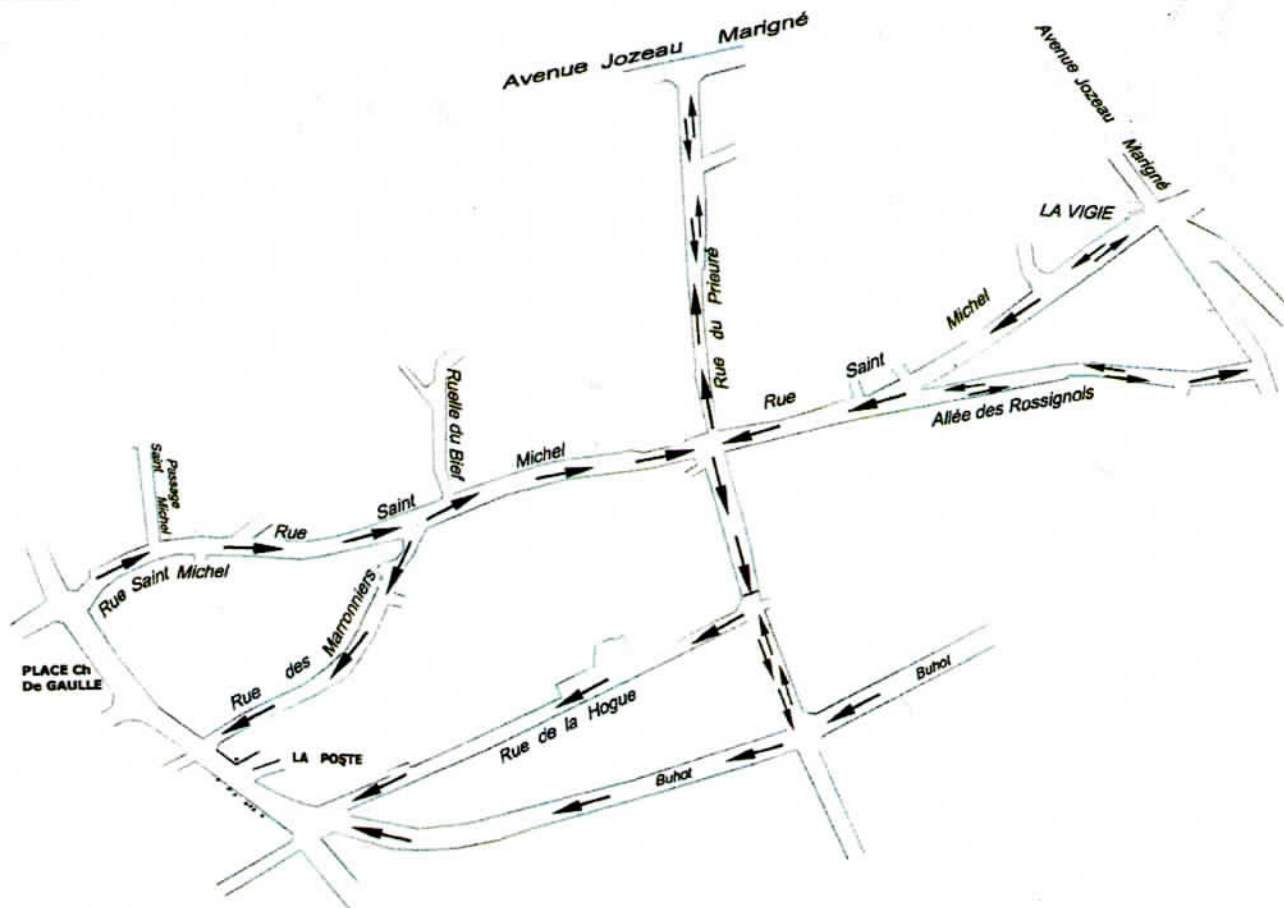 Avenue Jozeau Marigné
Avenue Jozeau Marigné
LA VIGIE
Rue du Prieuré
Rue Saint Michel
Allée des Rossignols
Ruelle du Bief
Passage
Saint Michel
Rue Saint Michel
Rue Saint Michel
Rue des Marronniers
PLACE Ch
De GAULLE
LA POSTE
Rue de la Hogue
Buhot
Buhot